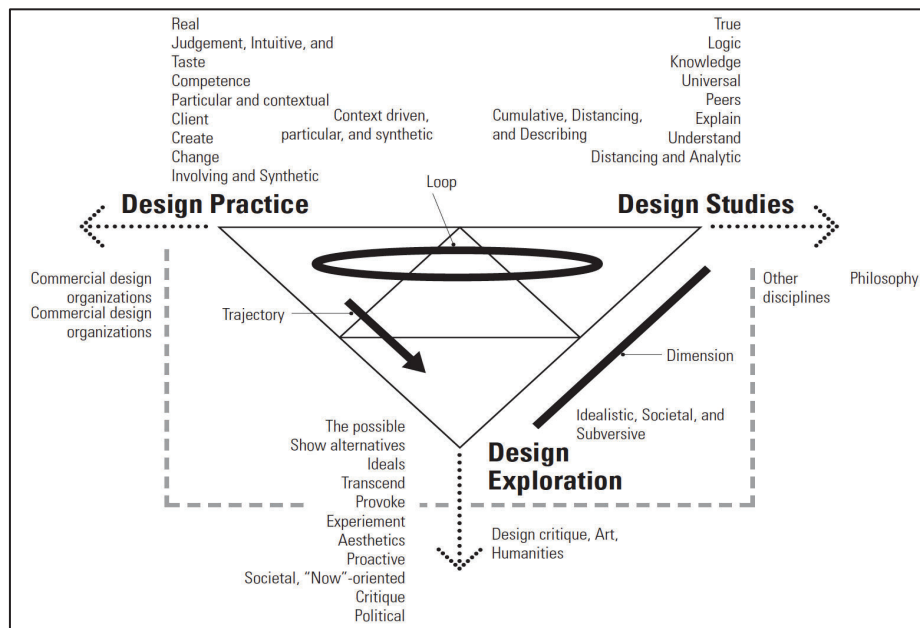 Real
Judgement, Intuitive, and
Taste
Competence
Particular and contextual
Client
Create
Change
Involving and Synthetic
Context driven,
particular, and synthetic
Cumulative, Distancing,
and Describing
True
Logic
Knowledge
Universal
Peers
Explain
Understand
Distancing and Analytic
Loop
Design Practice
Design Studies
Commercial design
organizations
Commercial design
organizations
Other
disciplines
Philosophy
Trajectory
Dimension
Idealistic, Societal, and
Subversive
Design
Exploration
The possible
Show alternatives
Ideals
Transcend
Provoke
Experiement
Aesthetics
Proactive
Societal, “Now”-oriented
Critique
Political
Design critique, Art,
Humanities